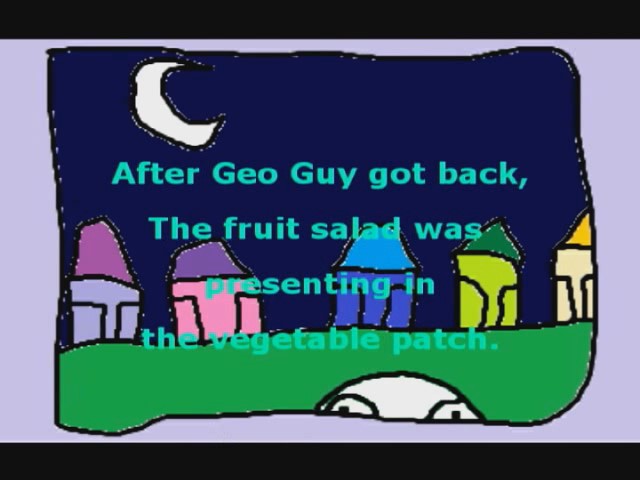 After Geo Guy got back,
The fruit salad was
presenting in
the vegetable patch.